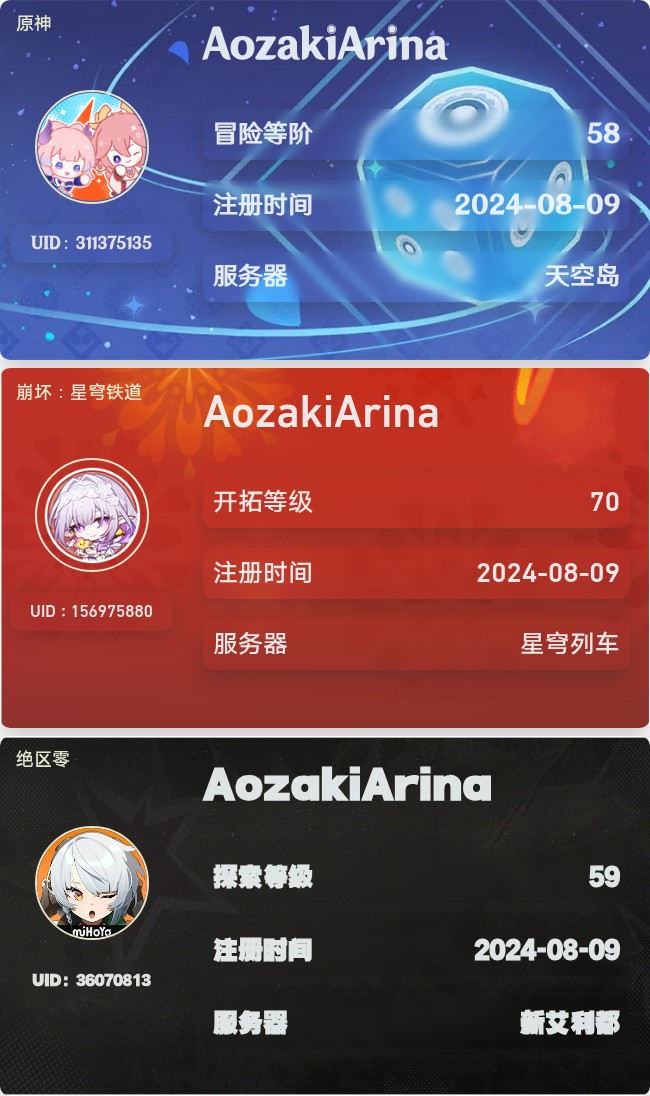 原神
AozakiArina
冒险等阶 58
注册时间 2024-08-09
UID: 311375135
服务器 天空岛
崩坏：星穹铁道
AozakiArina
开拓等级 70
注册时间 2024-08-09
UID：156975880
服务器 星穹列车
绝区零
AozakiArina
探索等级 59
miHoYo
注册时间 2024-08-09
UID: 36070813
服务器 新艾利都